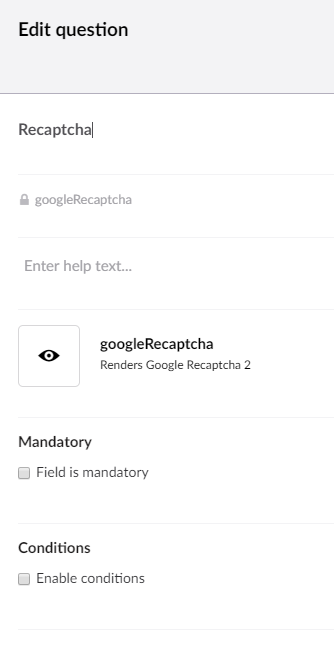 Edit question
Recaptcha
googleRecaptcha
Enter help text...
googleRecaptcha
Renders Google Recaptcha 2
Mandatory
Field is mandatory
Conditions
Enable conditions